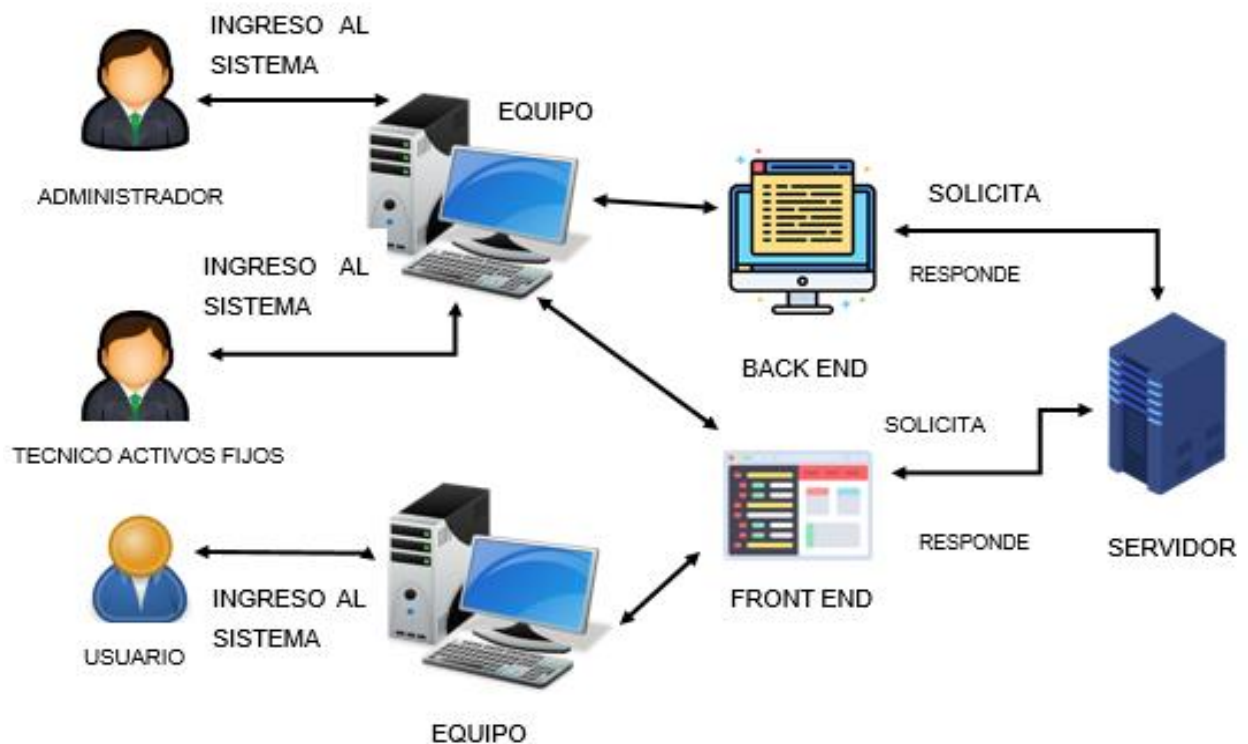 INGRESO AL
SISTEMA
EQUIPO
ADMINISTRADOR
SOLICITA
INGRESO AL
SISTEMA
RESPONDE
BACK END
TECNICO ACTIVOS FIJOS
SOLICITA
INGRESO AL
SISTEMA
USUARIO
FRONT END
RESPONDE
SERVIDOR
EQUIPO